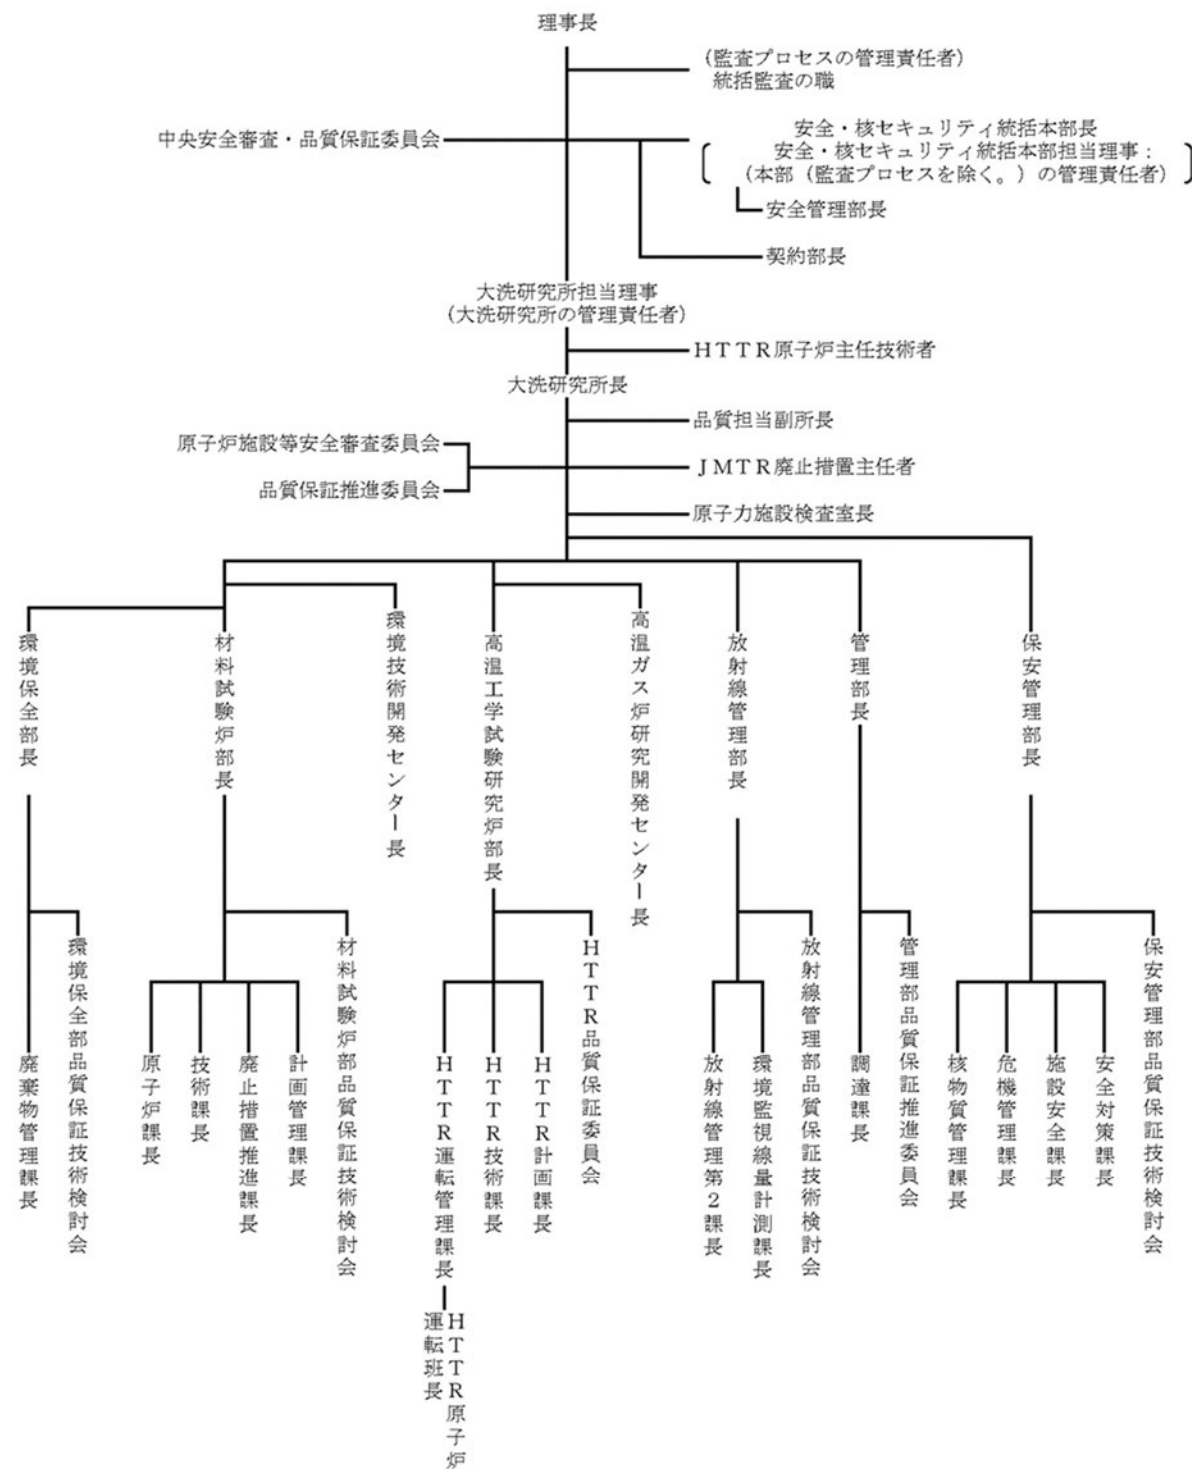 理事長
(監査プロセスの管理責任者)
統括監査の職
中央安全審査・品質保証委員会
安全・核セキュリティ統括本部長
安全・核セキュリティ統括本部担当理事：
(本部(監査プロセスを除く。)の管理責任者)
安全管理部長
契約部長
大洗研究所担当理事
(大洗研究所の管理責任者)
ＨＴＴＲ原子炉主任技術者
大洗研究所長
品質担当副所長
原子炉施設等安全審査委員会
ＪＭＴＲ廃止措置主任者
品質保証推進委員会
原子力施設検査室長
環境保全部長
材料試験炉部長
環境技術開発センター長
高温工学試験研究炉部長
高温ガス炉研究開発センター長
放射線管理部長
管理部長
保安管理部長
廃棄物管理課長
環境保全部品質保証技術検討会
原子炉課長
技術課長
廃止措置推進課長
計画管理課長
材料試験炉部品質保証技術検討会
ＨＴＴＲ運転管理課長
ＨＴＴＲ技術課長
ＨＴＴＲ計画課長
ＨＴＴＲ品質保証委員会
放射線管理第２課長
環境監視線量計測課長
放射線管理部品質保証技術検討会
調達課長
管理部品質保証推進委員会
核物質管理課長
危機管理課長
施設安全課長
安全対策課長
保安管理部品質保証技術検討会
ＨＴＴＲ原子炉
運転班長